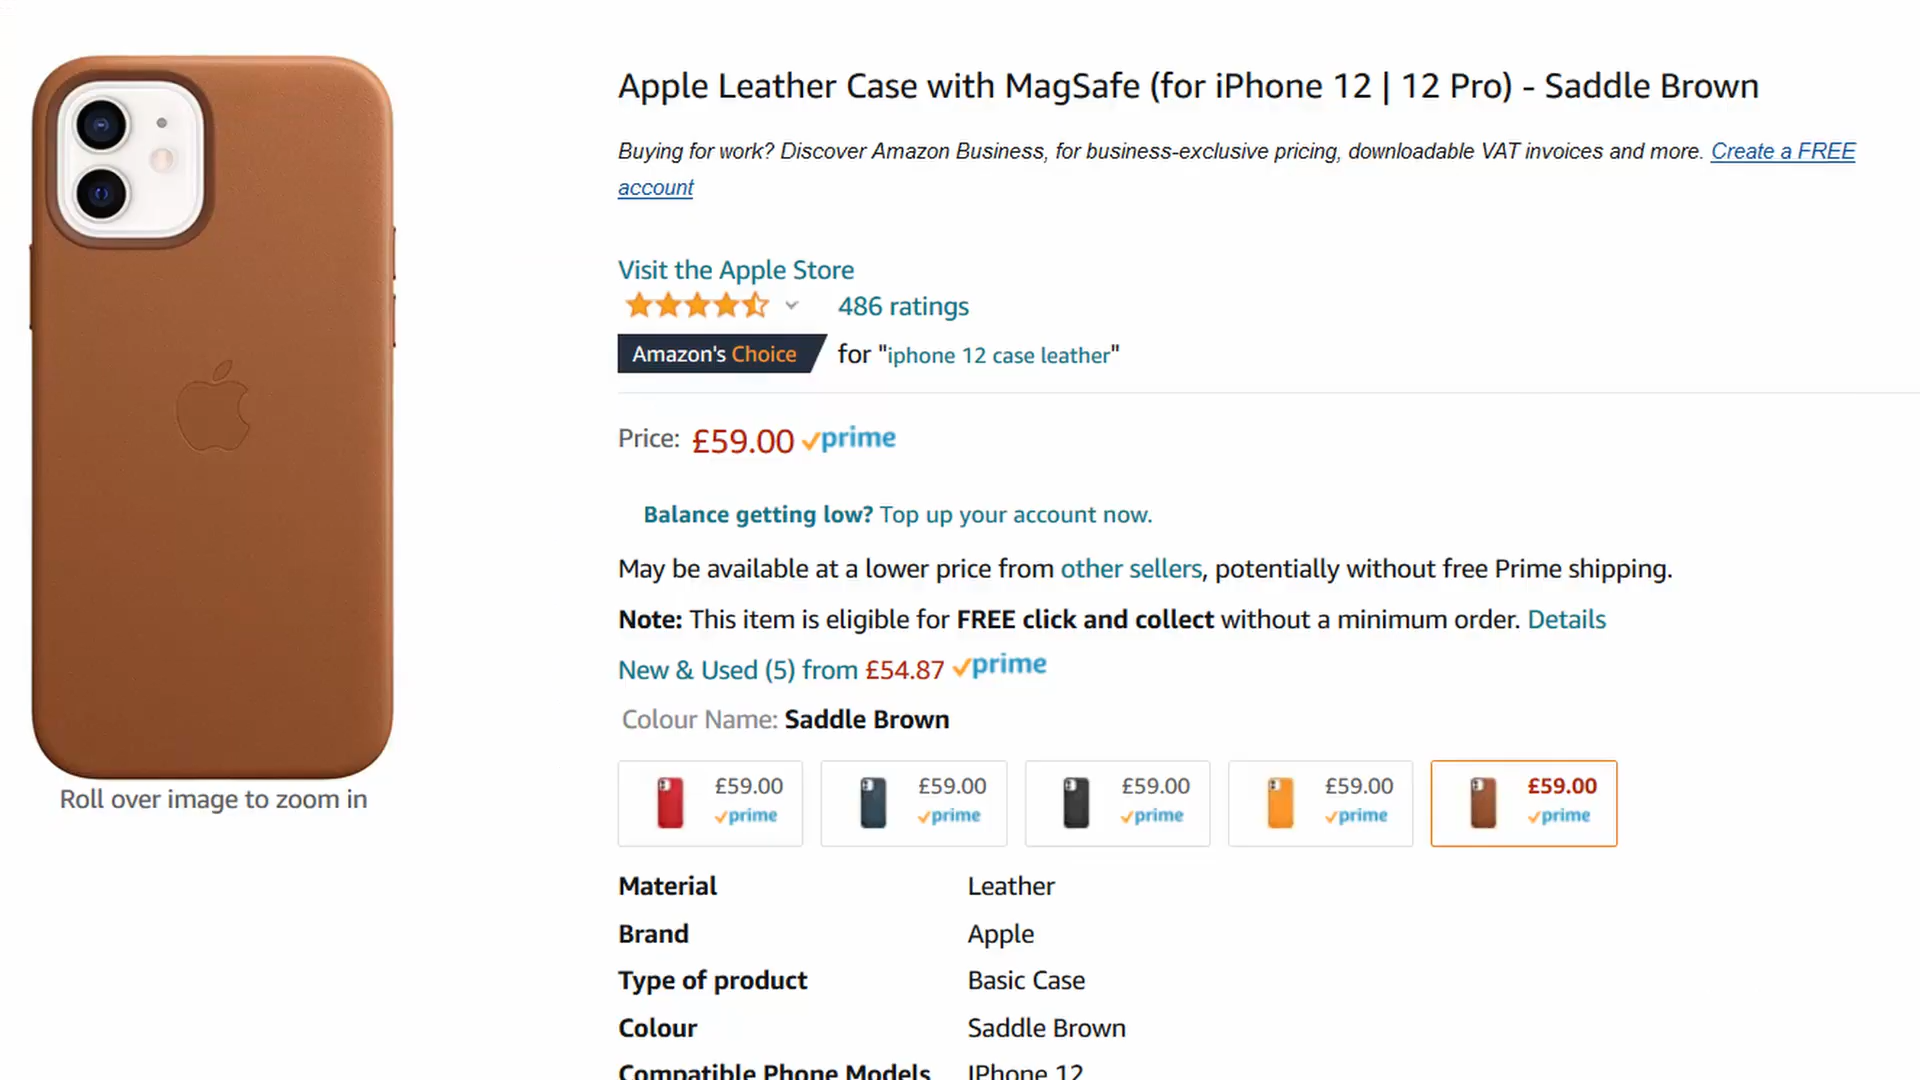 Apple Leather Case with MagSafe (for iPhone 12 | 12 Pro) - Saddle Brown
Buying for work? Discover Amazon Business, for business-exclusive pricing, downloadable VAT invoices and more. Create a FREE
account
Visit the Apple Store
486 ratings
Amazon's Choice for "iphone 12 case leather"
Price: £59.00 prime
Balance getting low? Top up your account now.
May be available at a lower price from other sellers, potentially without free Prime shipping.
Note: This item is eligible for FREE click and collect without a minimum order. Details
New & Used (5) from £54.87 prime
Colour Name: Saddle Brown
£59.00 £59.00 £59.00 £59.00 £59.00
prime prime prime prime prime
Roll over image to zoom in
Material Leather
Brand Apple
Type of product Basic Case
Colour Saddle Brown
Compatible Phone Models IPhone 12